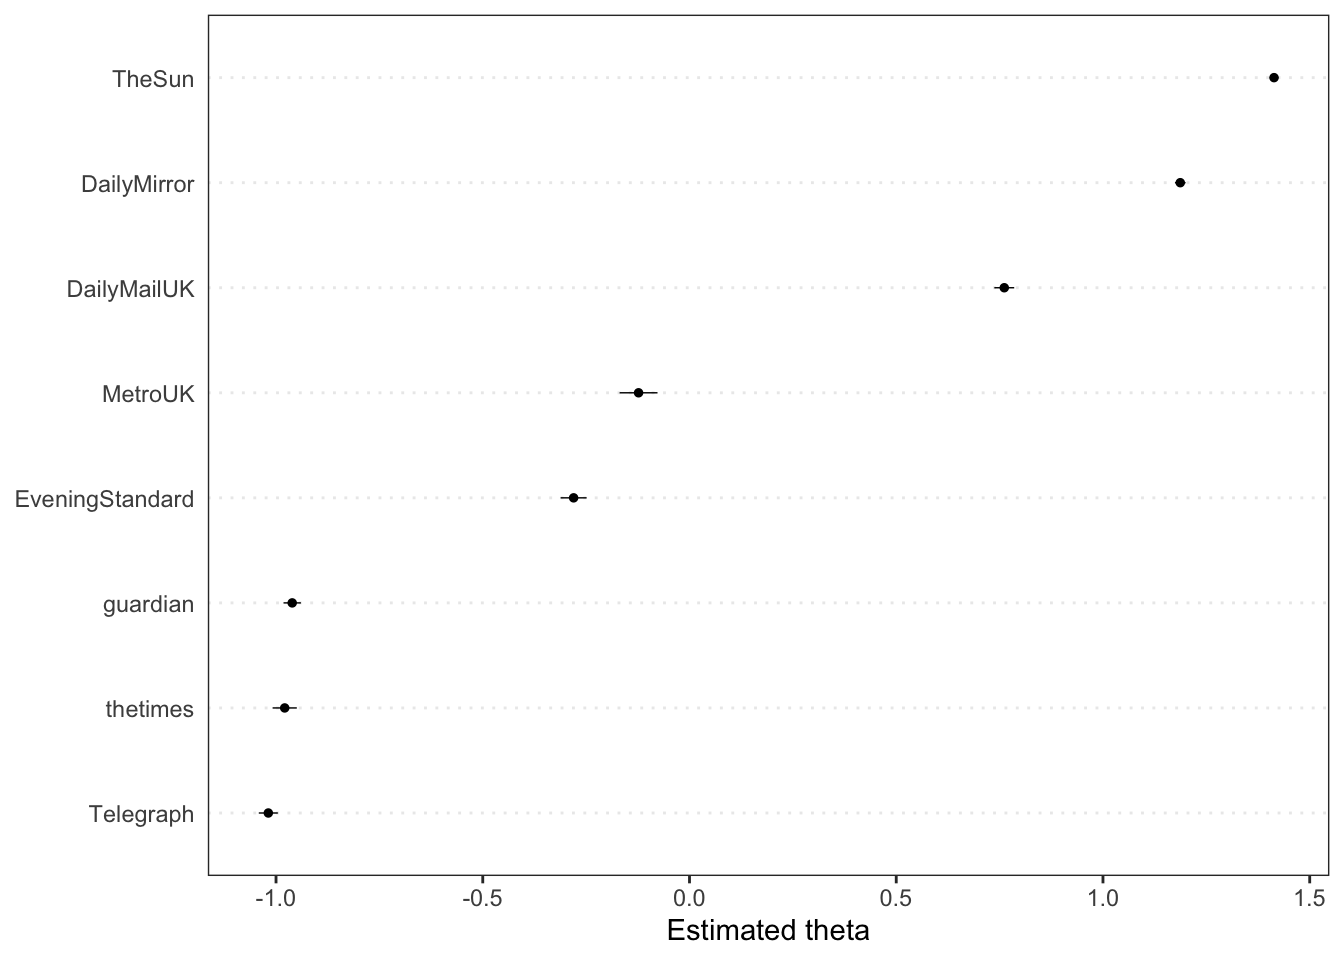 TheSun
DailyMirror
DailyMailUK
MetroUK
EveningStandard
guardian
thetimes
Telegraph
-1.0 -0.5 0.0 0.5 1.0 1.5
Estimated theta